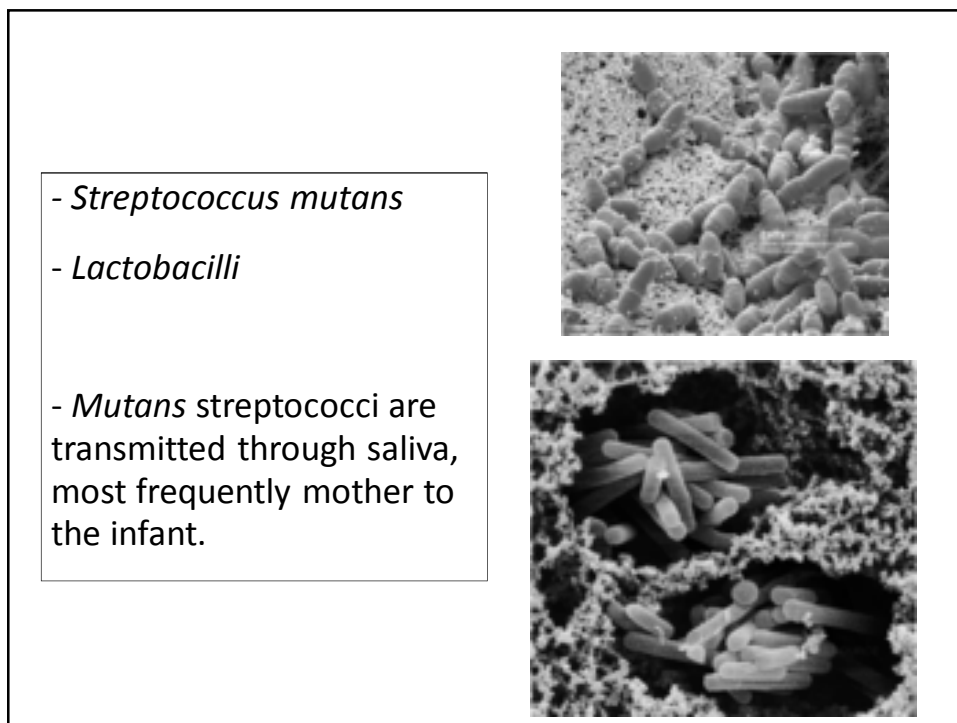 - Streptococcus mutans
- Lactobacilli
- Mutans streptococci are
transmitted through saliva,
most frequently mother to
the infant.